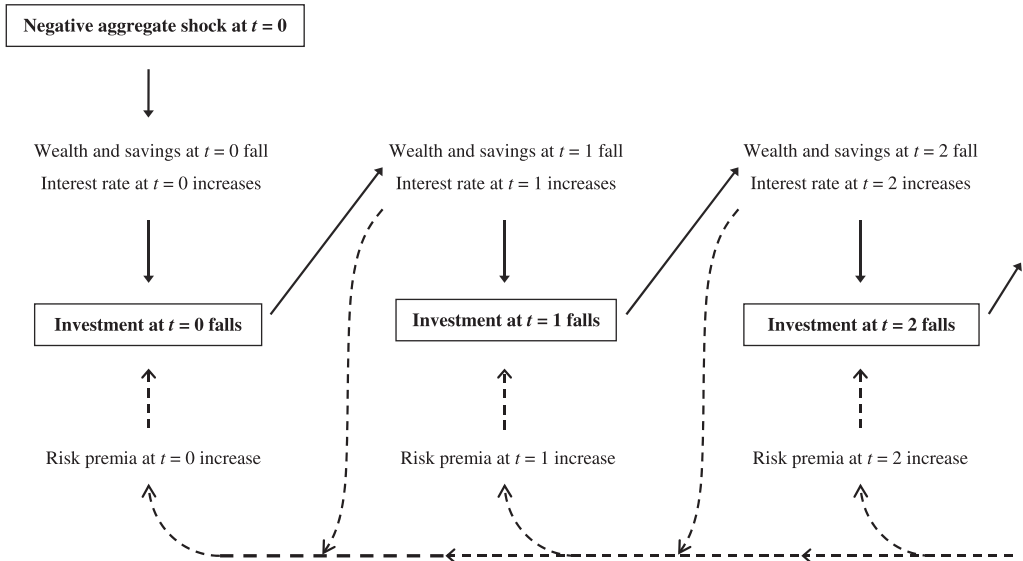 Negative aggregate shock at t = 0
Wealth and savings at t = 0 fall
Interest rate at t = 0 increases
Wealth and savings at t = 1 fall
Interest rate at t = 1 increases
Wealth and savings at t = 2 fall
Interest rate at t = 2 increases
Investment at t = 0 falls
Investment at t = 1 falls
Investment at t = 2 falls
Risk premia at t = 0 increase
Risk premia at t = 1 increase
Risk premia at t = 2 increase